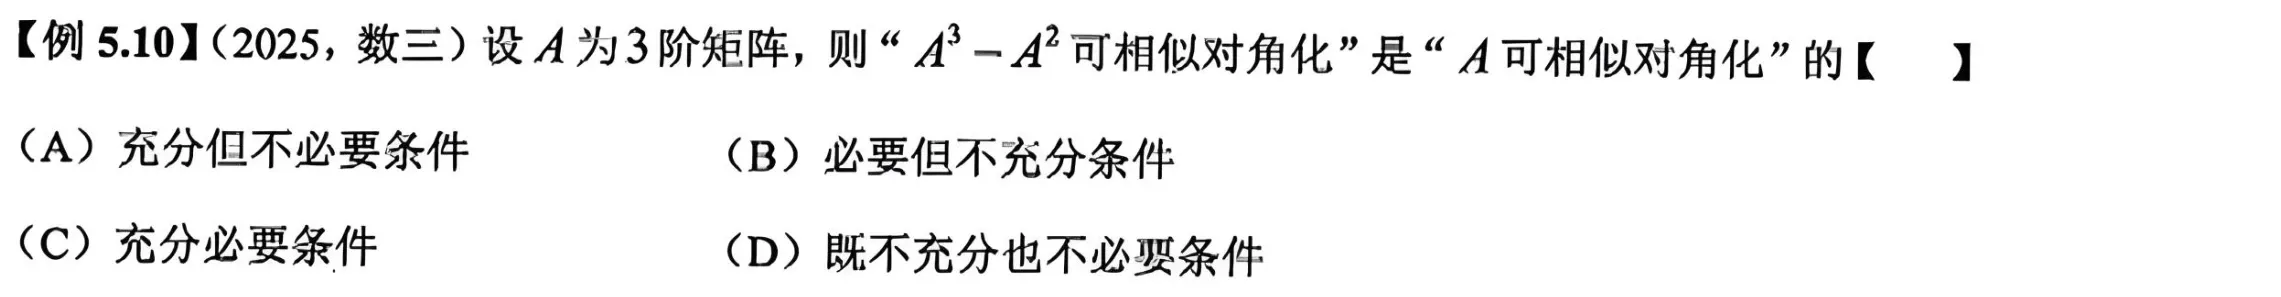 【例 5.10】（2025，数三）设 A 为 3 阶矩阵，则“ A³ − A² 可相似对角化”是“ A 可相似对角化”的【　　】
（A）充分但不必要条件　　（B）必要但不充分条件
（C）充分必要条件　　（D）既不充分也不必要条件